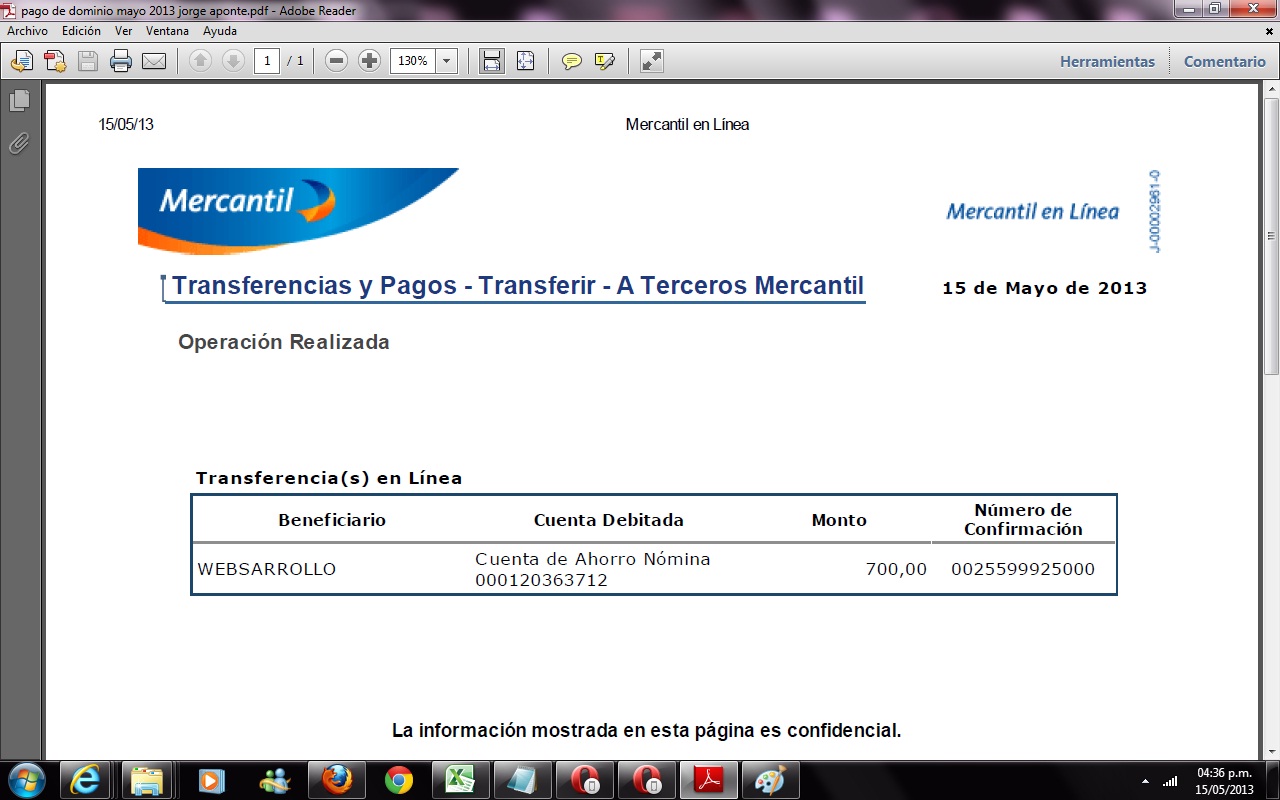 pago de dominio mayo 2013 jorge aponte.pdf - Adobe Reader
Archivo Edición Ver Ventana Ayuda
1 / 1 130% Herramientas Comentario
15/05/13 Mercantil en Línea
Mercantil
Mercantil en Línea
J-00002961-0
Transferencias y Pagos - Transferir - A Terceros Mercantil
15 de Mayo de 2013
Operación Realizada
Transferencia(s) en Línea
Beneficiario Cuenta Debitada Monto Número de Confirmación
WEBSARROLLO Cuenta de Ahorro Nómina 000120363712 700,00 0025599925000
La información mostrada en esta página es confidencial.
04:36 p.m.
15/05/2013